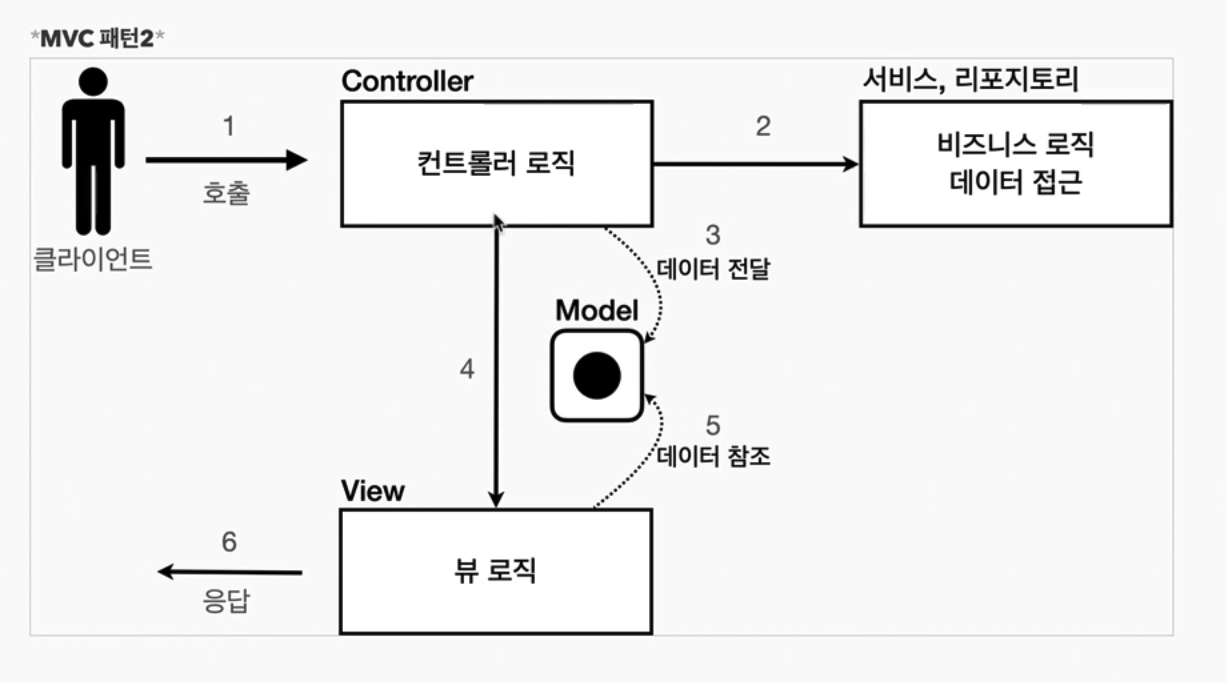 *MVC 패턴2*
Controller
서비스, 리포지토리
1
호출
클라이언트
컨트롤러 로직
2
비즈니스 로직
데이터 접근
3
데이터 전달
Model
4
5
데이터 참조
View
뷰 로직
6
응답